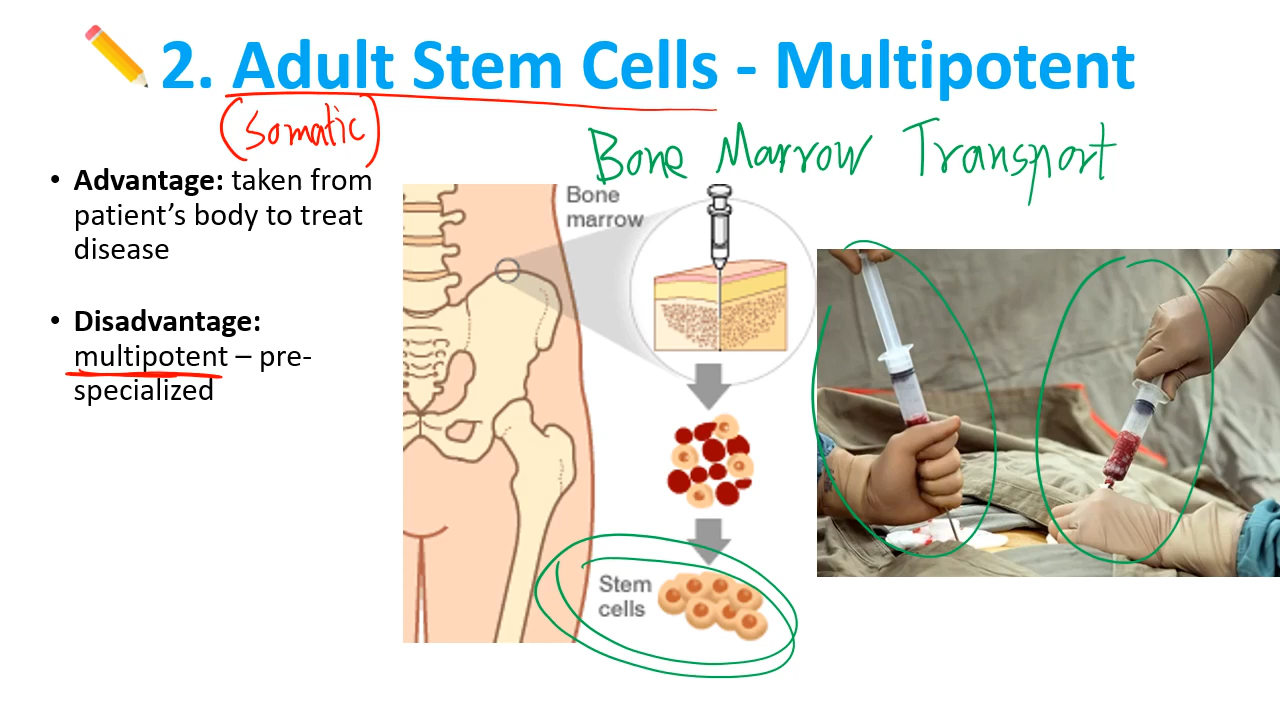 2. Adult Stem Cells - Multipotent
(Somatic)
Bone Marrow Transport
• Advantage: taken from
patient’s body to treat
disease
• Disadvantage:
multipotent – pre-
specialized
Bone
marrow
Stem
cells